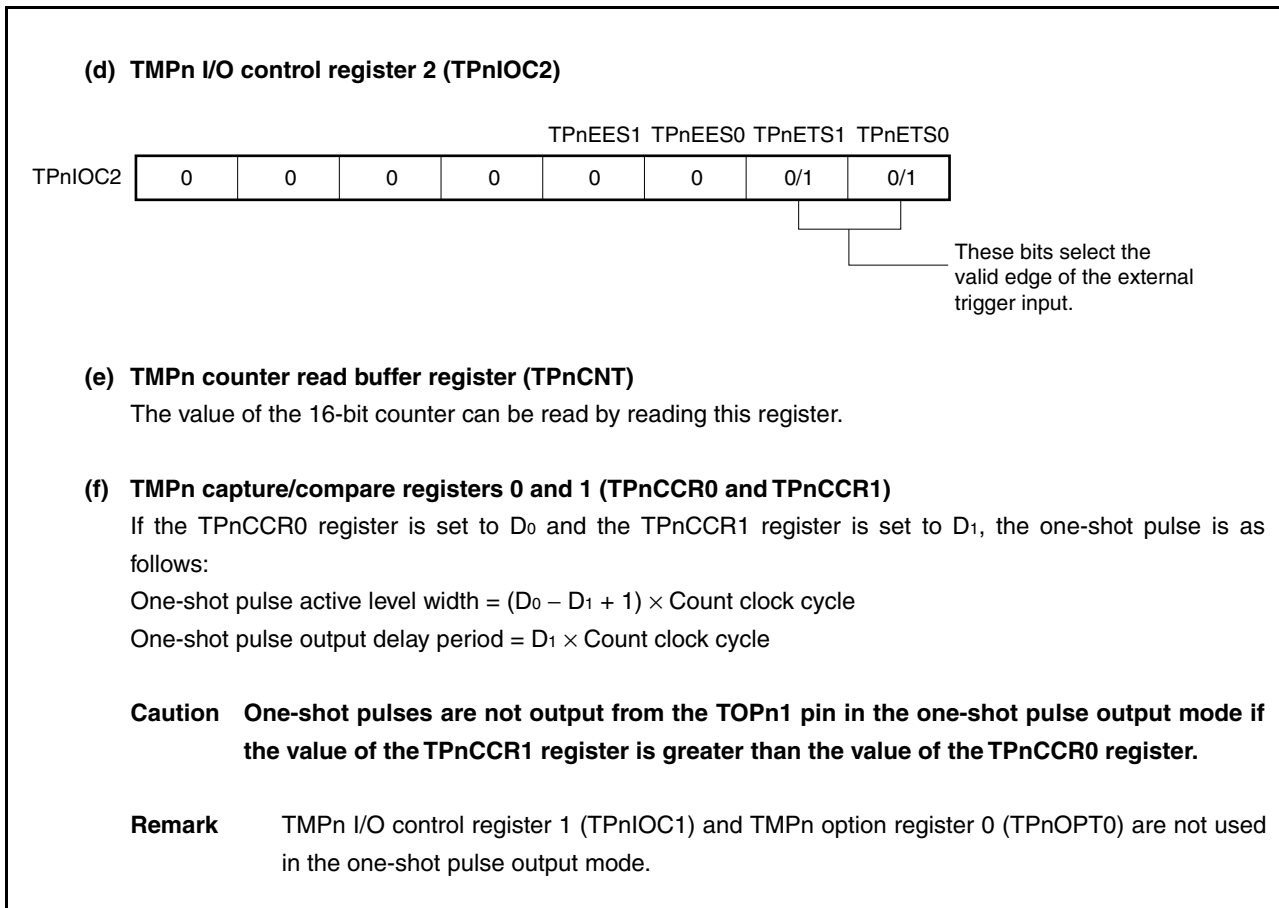 (d) TMPn I/O control register 2 (TPnIOC2)
TPnEES1 TPnEES0 TPnETS1 TPnETS0
TPnIOC2 0 0 0 0 0 0 0/1 0/1
These bits select the
valid edge of the external
trigger input.
(e) TMPn counter read buffer register (TPnCNT)
The value of the 16-bit counter can be read by reading this register.
(f) TMPn capture/compare registers 0 and 1 (TPnCCR0 and TPnCCR1)
If the TPnCCR0 register is set to D₀ and the TPnCCR1 register is set to D₁, the one-shot pulse is as
follows:
One-shot pulse active level width = (D₀ − D₁ + 1) × Count clock cycle
One-shot pulse output delay period = D₁ × Count clock cycle
Caution One-shot pulses are not output from the TOPn1 pin in the one-shot pulse output mode if
the value of the TPnCCR1 register is greater than the value of the TPnCCR0 register.
Remark TMPn I/O control register 1 (TPnIOC1) and TMPn option register 0 (TPnOPT0) are not used
in the one-shot pulse output mode.